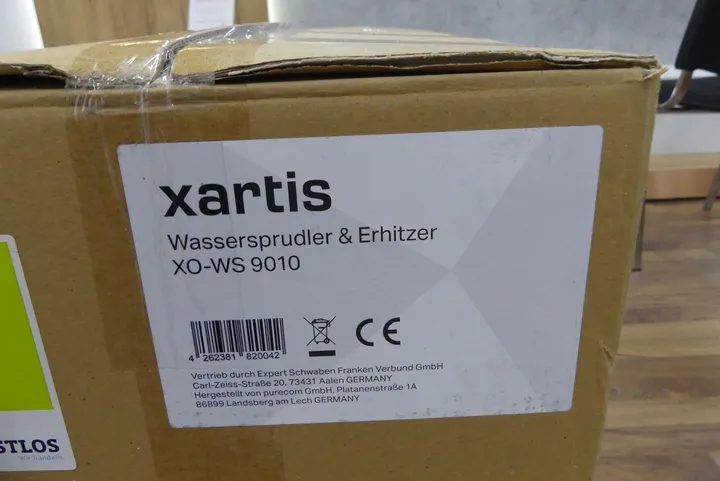 xartis
Wassersprudler & Erhitzer
XO-WS 9010
4 262381 820042
CE
Vertrieb durch Expert Schwaben Franken Verbund GmbH
Carl-Zeiss-Straße 20, 73431 Aalen GERMANY
Hergestellt von purecom GmbH, Platanenstraße 1A
86899 Landsberg am Lech GERMANY
STLOS